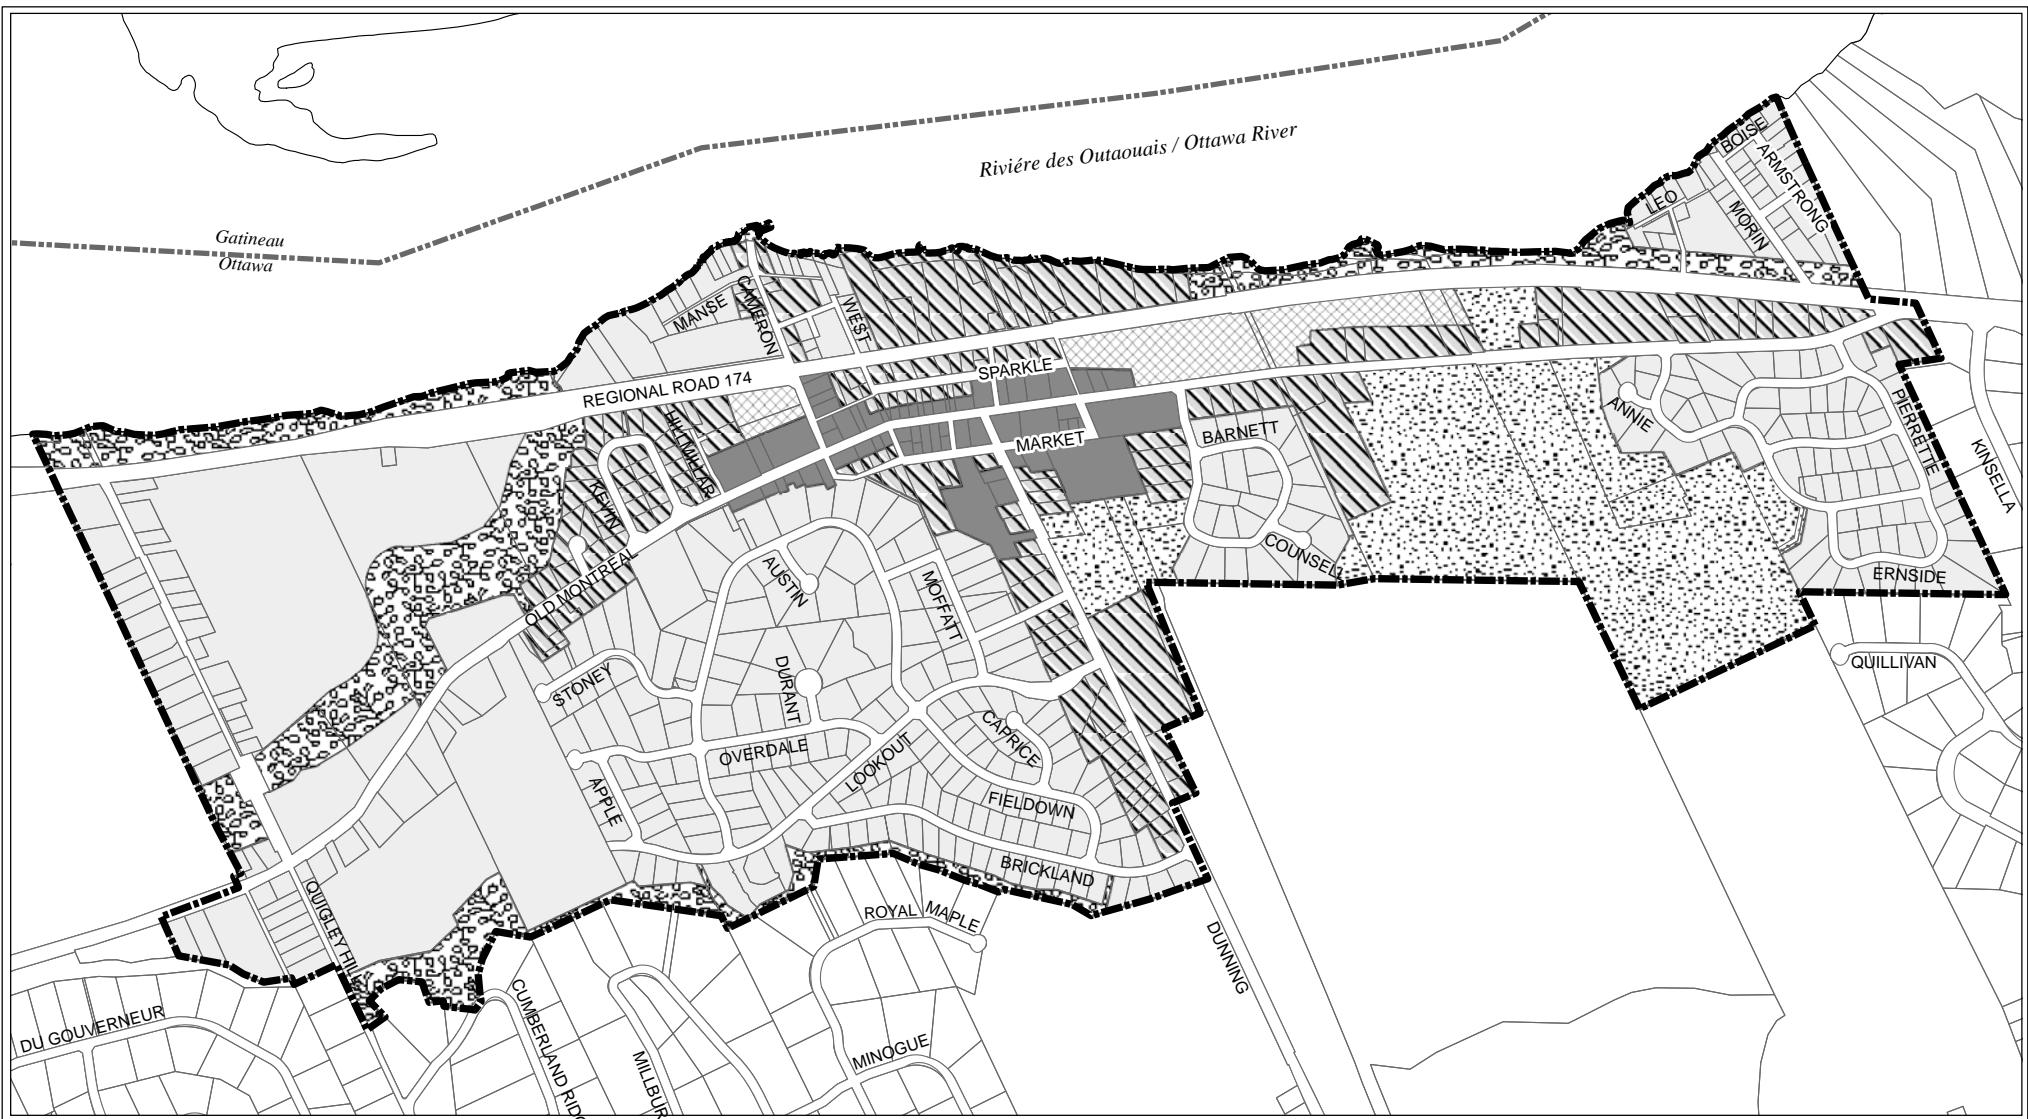 Riviére des Outaouais / Ottawa River
Gatineau
Ottawa
BOISE
ARMSTRONG
LEO
MORIN
MANSE
CAMERON
WEST
REGIONAL ROAD 174
SPARKLE
HILLMILLAR
KEVIN
MARKET
BARNETT
ANNIE
PIERRETTE
KINSELLA
OLD MONTREAL
AUSTIN
MOFFATT
COUNSEL
ERNSIDE
STONEY
DURANT
QUILLIVAN
OVERDALE
LOOKOUT
CAPRICE
APPLE
FIELDOWN
BRICKLAND
QUIGLEY HILL
ROYAL MAPLE
DUNNING
DU GOUVERNEUR
CUMBERLAND RIDG
MILLBUR
MINOGUE